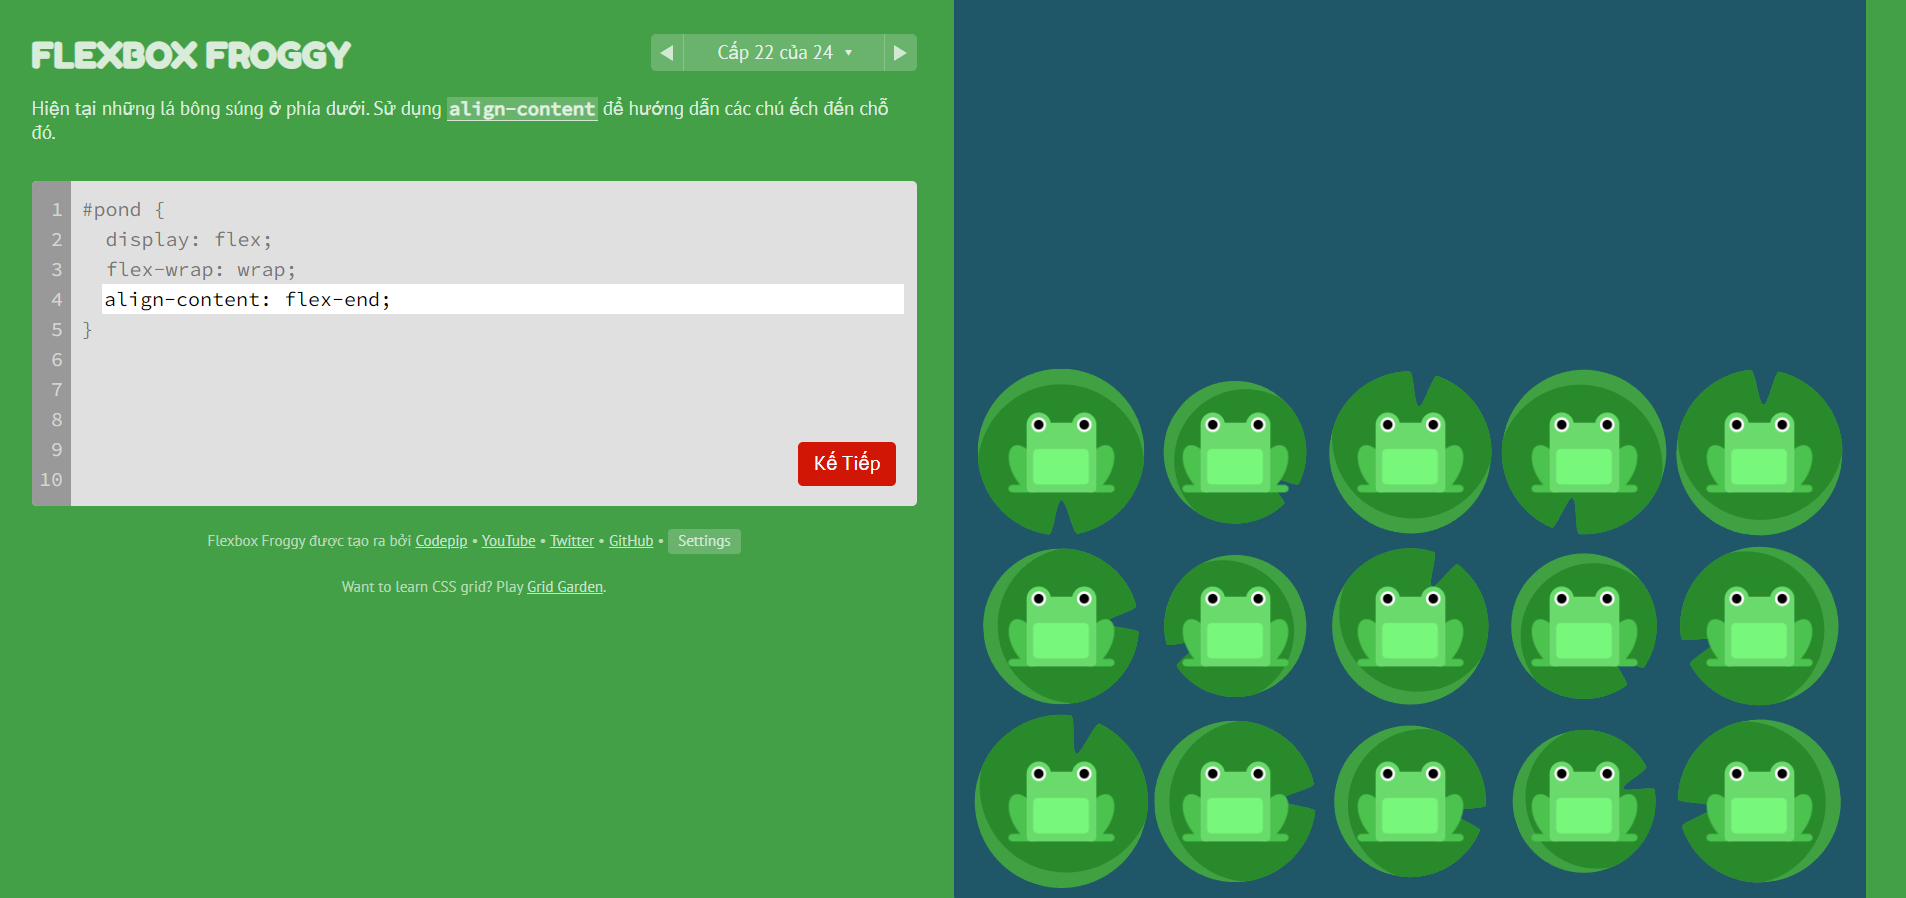 FLEXBOX FROGGY
◀ Cấp 22 của 24 ▼ ▶
Hiện tại những lá bông súng ở phía dưới. Sử dụng align-content để hướng dẫn các chú ếch đến chỗ
đó.
1 #pond {
2 display: flex;
3 flex-wrap: wrap;
4 align-content: flex-end;
5 }
6
7
8
9
10
Kế Tiếp
Flexbox Froggy được tạo ra bởi Codepip • YouTube • Twitter • GitHub • Settings
Want to learn CSS grid? Play Grid Garden.